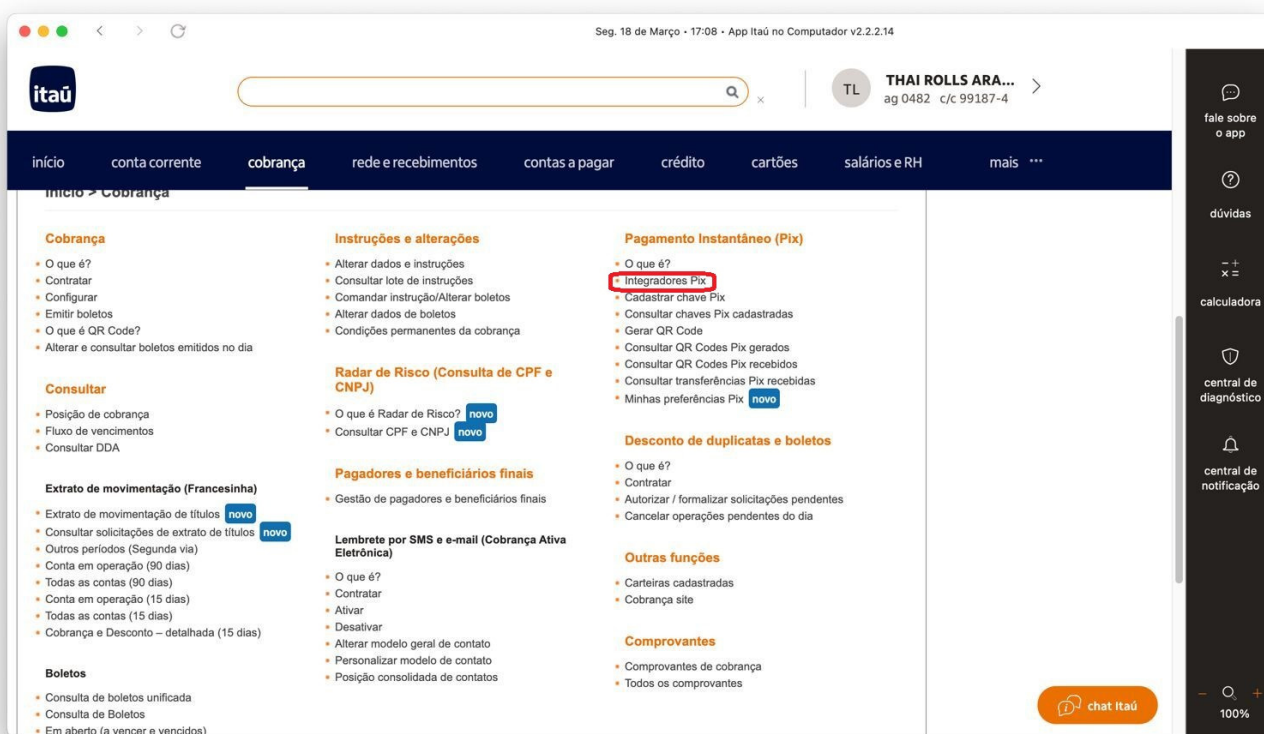 Seg. 18 de Março • 17:08 • App Itaú no Computador v2.2.2.14
itaú
TL
THAI ROLLS ARA...
ag 0482 c/c 99187-4
início conta corrente cobrança rede e recebimentos contas a pagar crédito cartões salários e RH mais
Início > Cobrança
Cobrança
O que é?
Contratar
Configurar
Emitir boletos
O que é QR Code?
Alterar e consultar boletos emitidos no dia
Consultar
Posição de cobrança
Fluxo de vencimentos
Consultar DDA
Extrato de movimentação (Francesinha)
Extrato de movimentação de títulos novo
Consultar solicitações de extrato de títulos novo
Outros períodos (Segunda via)
Conta em operação (90 dias)
Todas as contas (90 dias)
Conta em operação (15 dias)
Todas as contas (15 dias)
Cobrança e Desconto – detalhada (15 dias)
Boletos
Consulta de boletos unificada
Consulta de Boletos
Em aberto (a vencer e vencidos)
Instruções e alterações
Alterar dados e instruções
Consultar lote de instruções
Comandar instrução/Alterar boletos
Alterar dados de boletos
Condições permanentes da cobrança
Radar de Risco (Consulta de CPF e
CNPJ)
O que é Radar de Risco? novo
Consultar CPF e CNPJ novo
Pagadores e beneficiários finais
Gestão de pagadores e beneficiários finais
Lembrete por SMS e e-mail (Cobrança Ativa
Eletrônica)
O que é?
Contratar
Ativar
Desativar
Alterar modelo geral de contato
Personalizar modelo de contato
Posição consolidada de contatos
Pagamento Instantâneo (Pix)
O que é?
Integradores Pix
Cadastrar chave Pix
Consultar chaves Pix cadastradas
Gerar QR Code
Consultar QR Codes Pix gerados
Consultar QR Codes Pix recebidos
Consultar transferências Pix recebidas
Minhas preferências Pix novo
Desconto de duplicatas e boletos
O que é?
Contratar
Autorizar / formalizar solicitações pendentes
Cancelar operações pendentes do dia
Outras funções
Carteiras cadastradas
Cobrança site
Comprovantes
Comprovantes de cobrança
Todos os comprovantes
chat Itaú
fale sobre
o app
dúvidas
calculadora
central de
diagnóstico
central de
notificação
100%